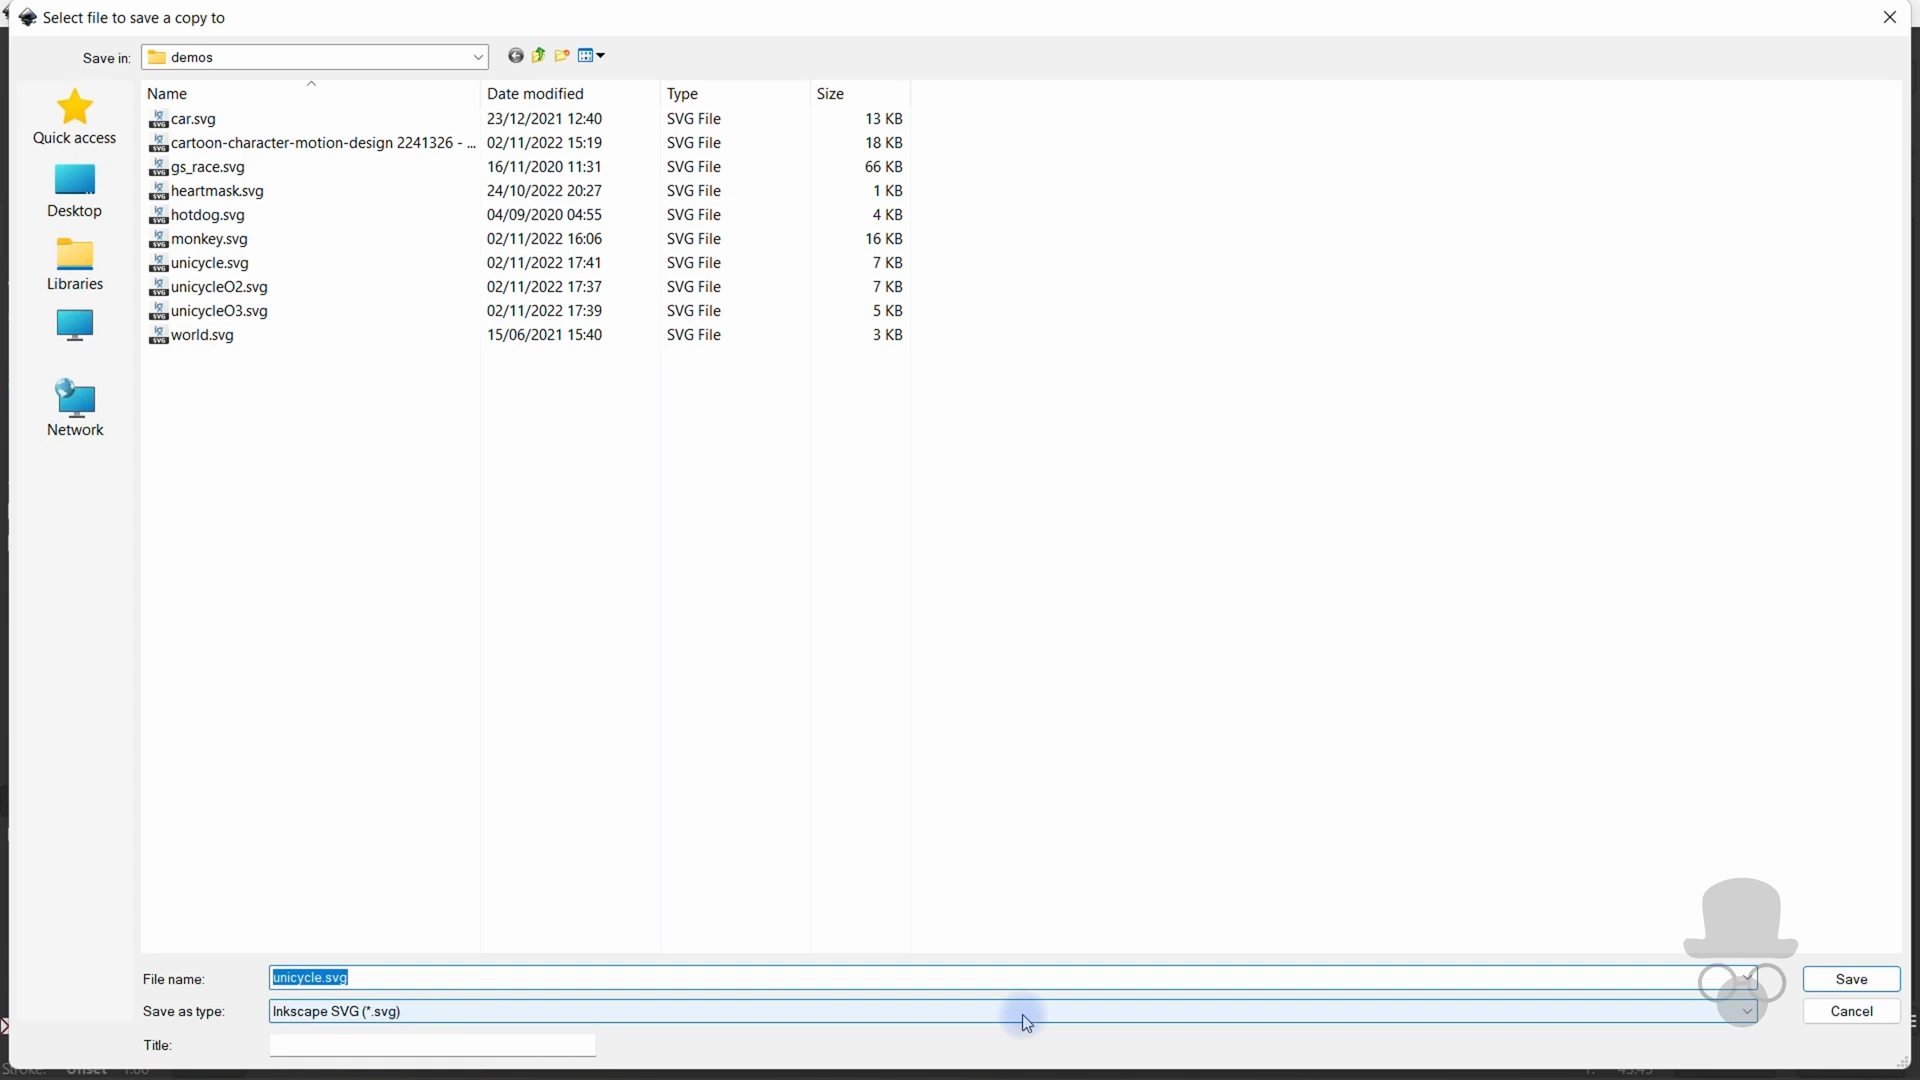 Select file to save a copy to
Save in: demos
Name Date modified Type Size
car.svg 23/12/2021 12:40 SVG File 13 KB
cartoon-character-motion-design 2241326 - ... 02/11/2022 15:19 SVG File 18 KB
gs_race.svg 16/11/2020 11:31 SVG File 66 KB
heartmask.svg 24/10/2022 20:27 SVG File 1 KB
hotdog.svg 04/09/2020 04:55 SVG File 4 KB
monkey.svg 02/11/2022 16:06 SVG File 16 KB
unicycle.svg 02/11/2022 17:41 SVG File 7 KB
unicycleO2.svg 02/11/2022 17:37 SVG File 7 KB
unicycleO3.svg 02/11/2022 17:39 SVG File 5 KB
world.svg 15/06/2021 15:40 SVG File 3 KB
Quick access
Desktop
Libraries
Network
File name: unicycle.svg Save
Save as type: Inkscape SVG (*.svg) Cancel
Title: